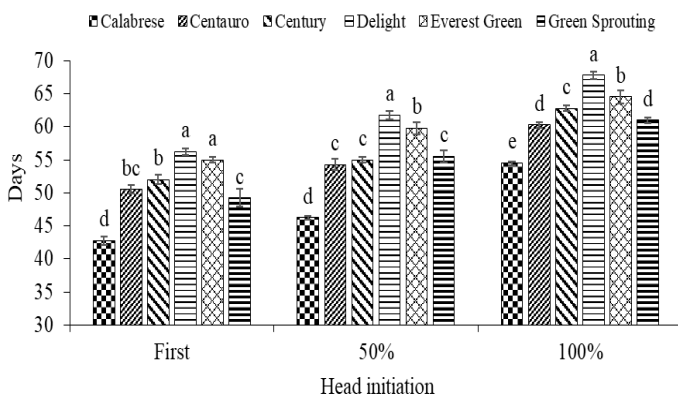 Calabrese Centauro Century Delight Everest Green Green Sprouting
70
65
60
55
50
45
40
35
30
Days
d bc b a a c
d c c a b c
e d c a b d
First 50% 100%
Head initiation